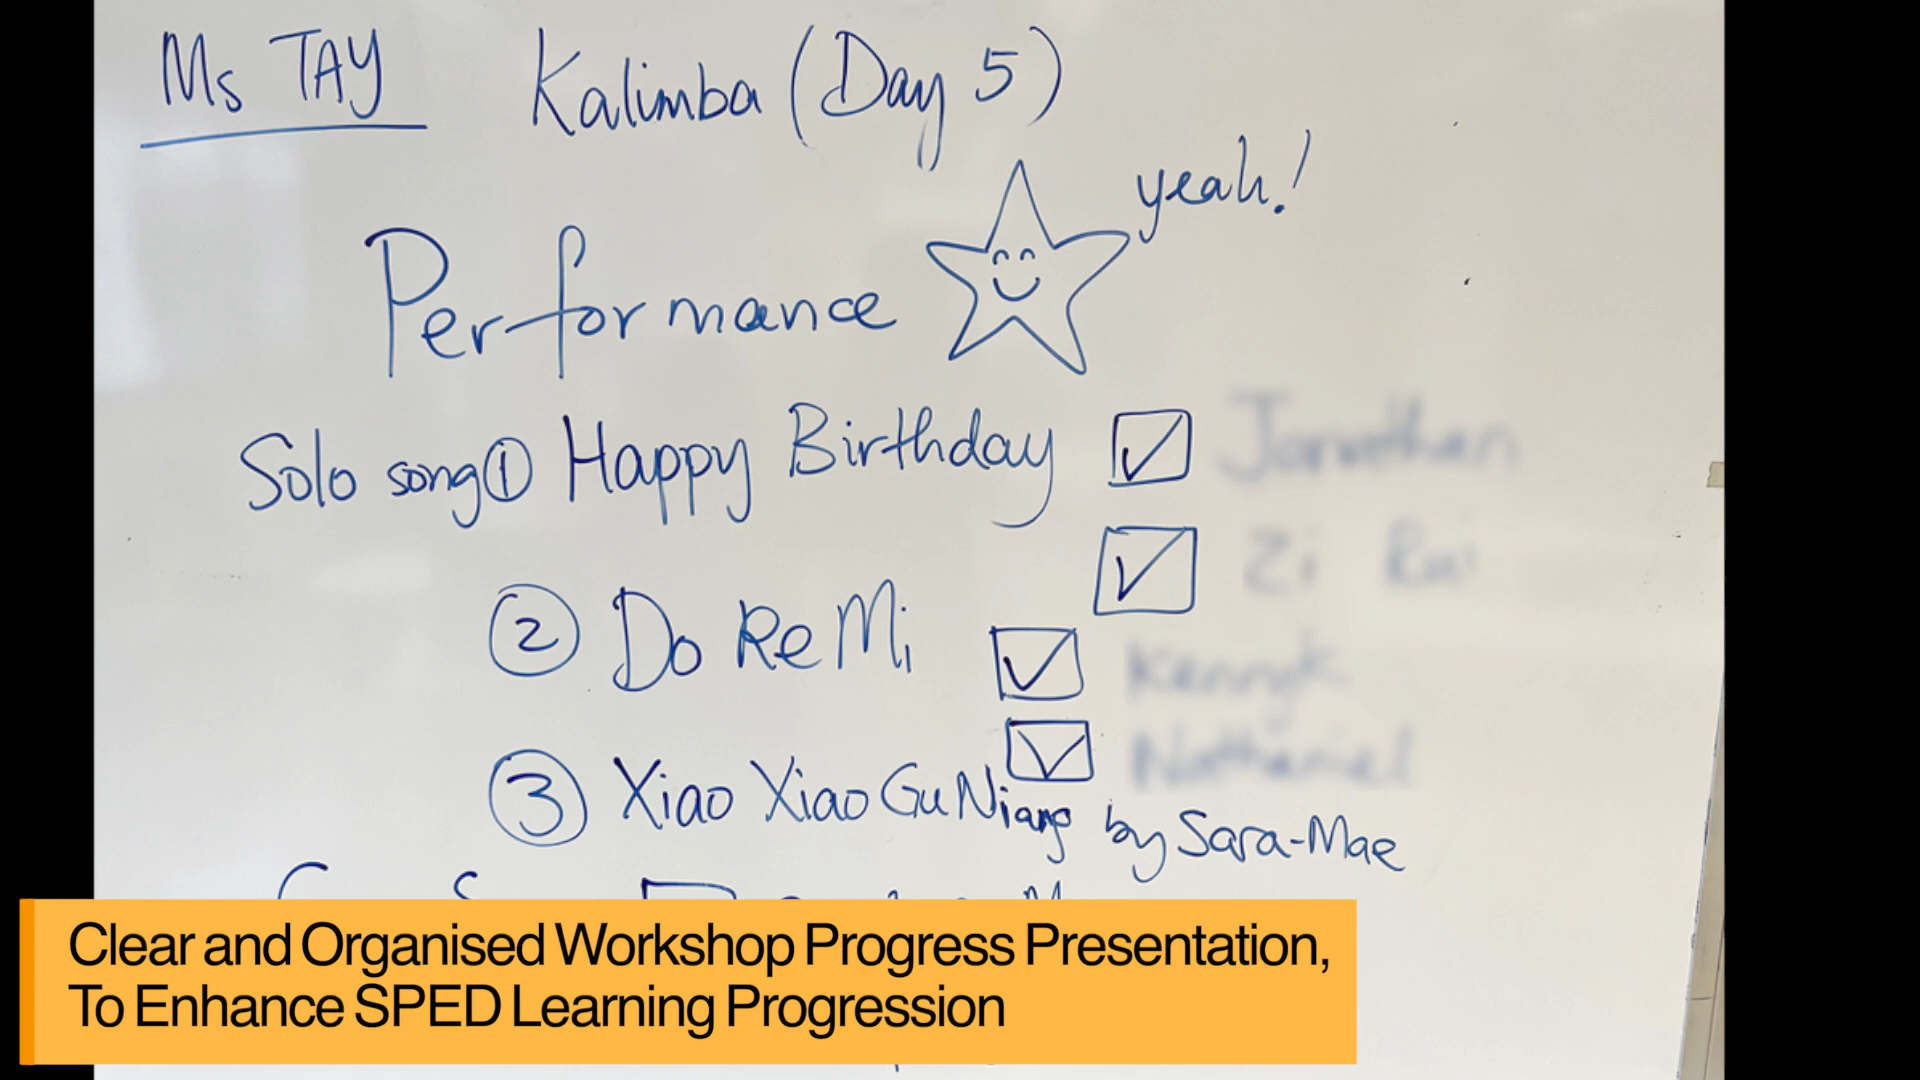 Ms TAY Kalimba (Day 5)
yeah!
Performance
Solo song ① Happy Birthday
② Do Re Mi
③ Xiao Xiao Gu Niang by Sara-Mae
Clear and Organised Workshop Progress Presentation,
To Enhance SPED Learning Progression